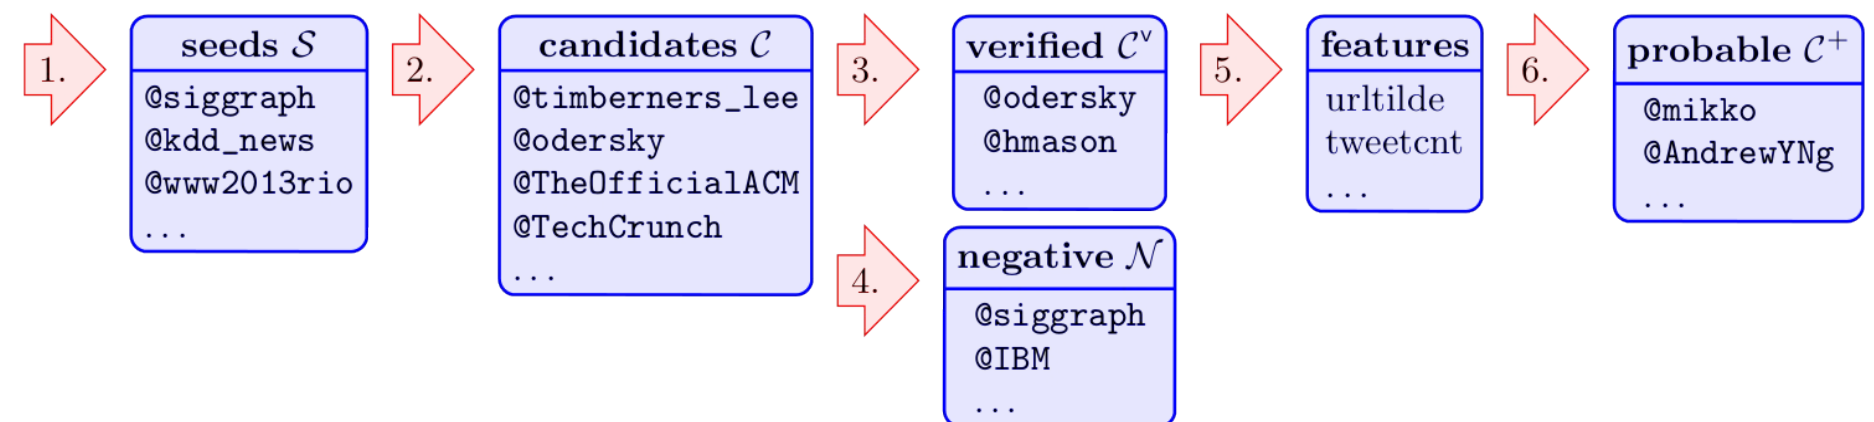 1.
seeds 𝒮
@siggraph
@kdd_news
@www2013rio
...
2.
candidates 𝒞
@timberners_lee
@odersky
@TheOfficialACM
@TechCrunch
...
3.
verified 𝒞ᵛ
@odersky
@hmason
...
4.
negative 𝒩
@siggraph
@IBM
...
5.
features
urltilde
tweetcnt
...
6.
probable 𝒞⁺
@mikko
@AndrewYNg
...